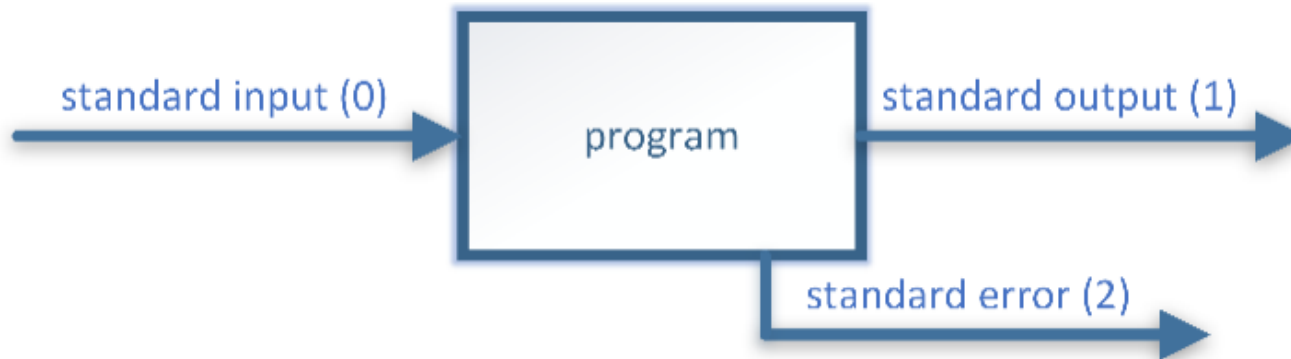 standard input (0)
program
standard output (1)
standard error (2)